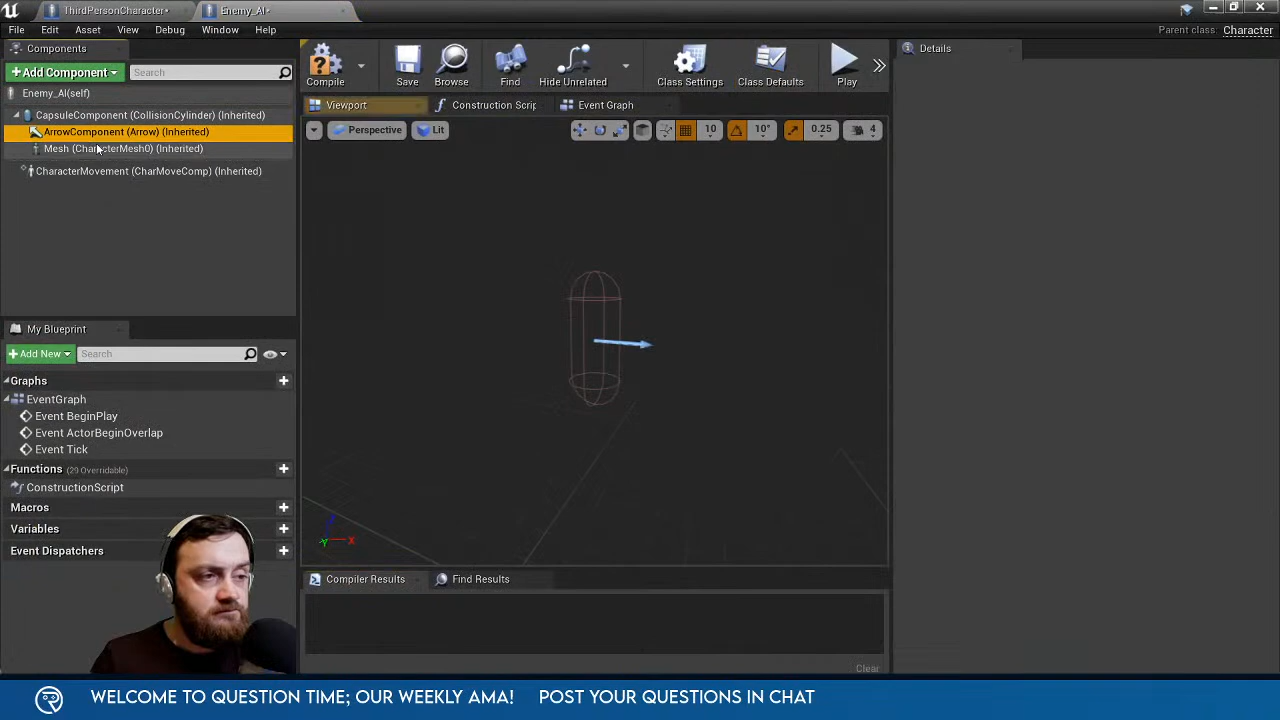 ThirdPersonCharacter*
Enemy_AI*
File Edit Asset View Debug Window Help
Parent class: Character
Components
+Add Component
Search
Enemy_AI(self)
CapsuleComponent (CollisionCylinder) (Inherited)
ArrowComponent (Arrow) (Inherited)
Mesh (CharacterMesh0) (Inherited)
CharacterMovement (CharMoveComp) (Inherited)
Compile
Save
Browse
Find
Hide Unrelated
Class Settings
Class Defaults
Play
Viewport
Construction Scrip
Event Graph
Perspective
Lit
10
10°
0.25
4
Details
My Blueprint
+Add New
Search
Graphs
EventGraph
Event BeginPlay
Event ActorBeginOverlap
Event Tick
Functions (29 Overridable)
ConstructionScript
Macros
Variables
Event Dispatchers
X
Compiler Results
Find Results
Clear
WELCOME TO QUESTION TIME; OUR WEEKLY AMA! POST YOUR QUESTIONS IN CHAT